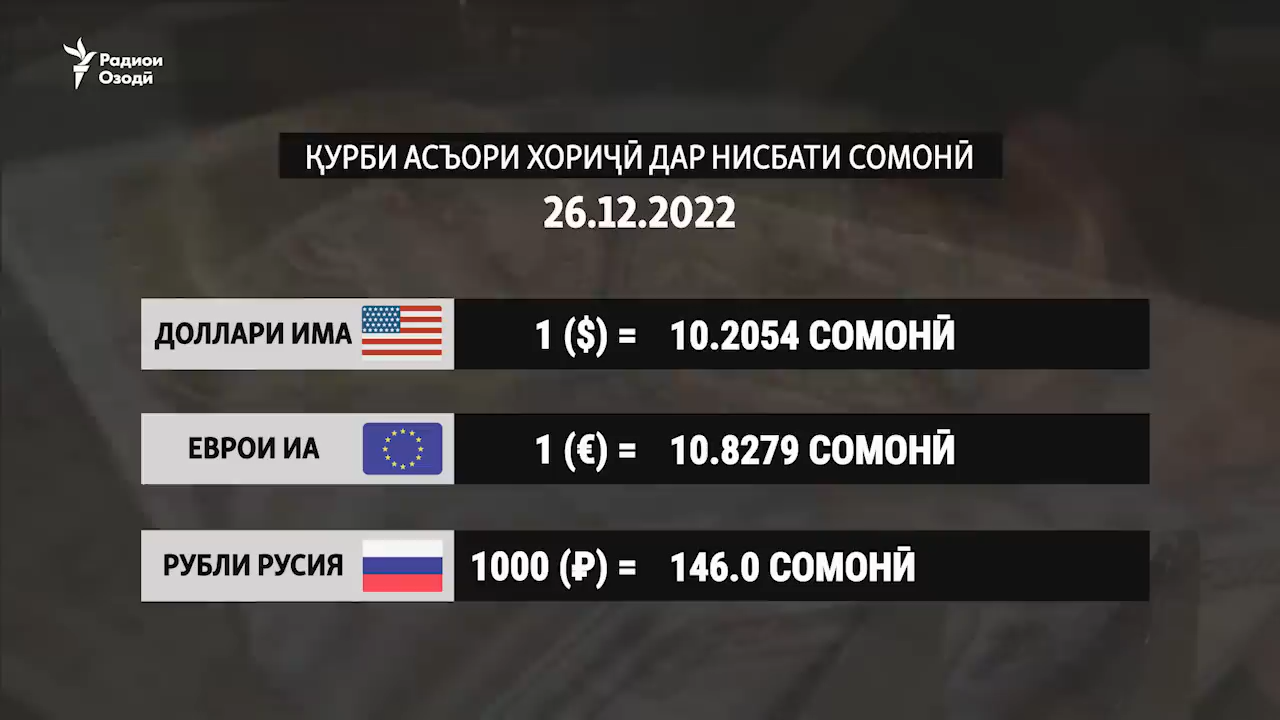 Радиои
Озодӣ
ҚУРБИ АСЪОРИ ХОРИҶӢ ДАР НИСБАТИ СОМОНӢ
26.12.2022
ДОЛЛАРИ ИМА 1 ($) = 10.2054 СОМОНӢ
ЕВРОИ ИА 1 (€) = 10.8279 СОМОНӢ
РУБЛИ РУСИЯ 1000 (₽) = 146.0 СОМОНӢ